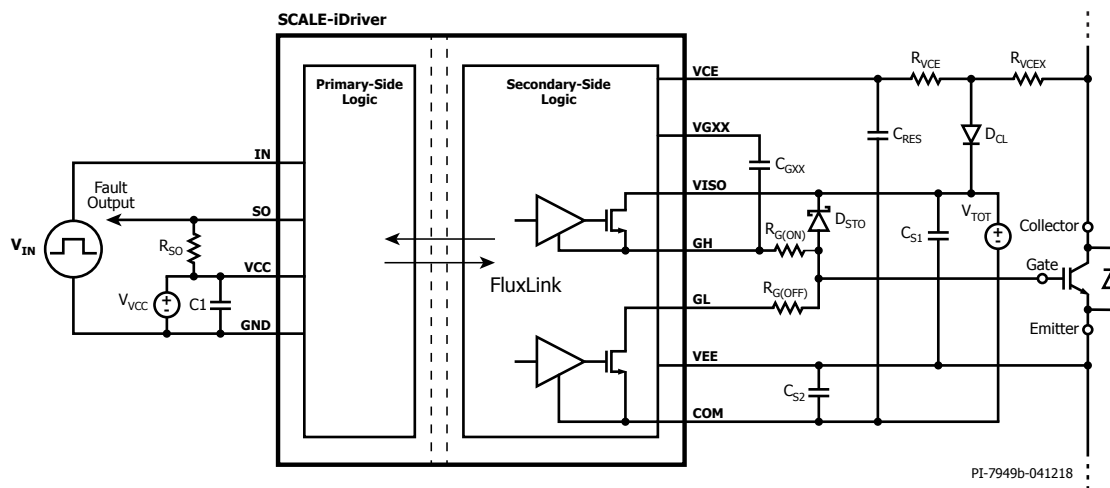 SCALE-iDriver
Primary-Side
Logic
Secondary-Side
Logic
VCE
VGXX
VISO
GH
GL
VEE
COM
IN
SO
VCC
GND
Fault
Output
VIN
RSO
VVCC
C1
FluxLink
RVCE
RVCEX
CRES
DCL
CGXX
RG(ON)
DSTO
CS1
VTOT
RG(OFF)
CS2
Collector
Gate
Emitter
PI-7949b-041218